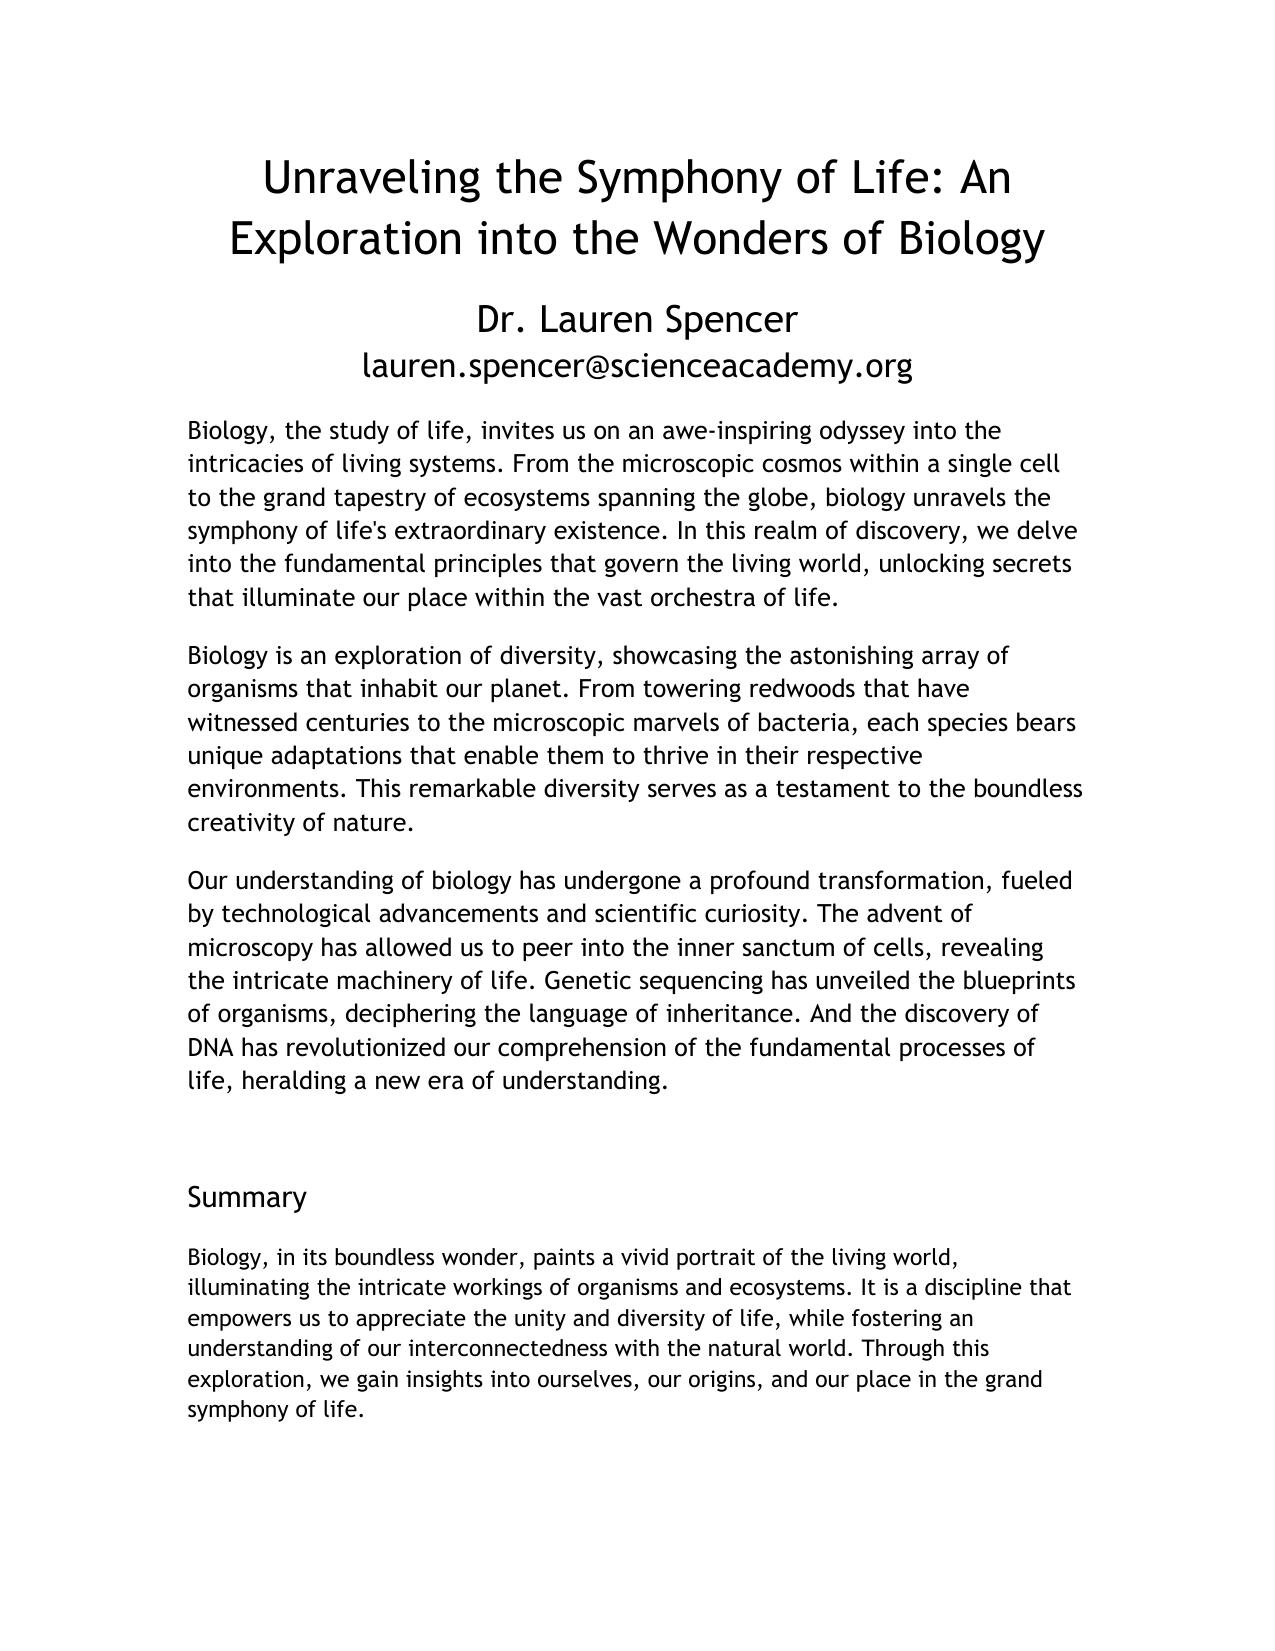 Unraveling the Symphony of Life: An
Exploration into the Wonders of Biology
Dr. Lauren Spencer
lauren.spencer@scienceacademy.org
Biology, the study of life, invites us on an awe-inspiring odyssey into the
intricacies of living systems. From the microscopic cosmos within a single cell
to the grand tapestry of ecosystems spanning the globe, biology unravels the
symphony of life's extraordinary existence. In this realm of discovery, we delve
into the fundamental principles that govern the living world, unlocking secrets
that illuminate our place within the vast orchestra of life.
Biology is an exploration of diversity, showcasing the astonishing array of
organisms that inhabit our planet. From towering redwoods that have
witnessed centuries to the microscopic marvels of bacteria, each species bears
unique adaptations that enable them to thrive in their respective
environments. This remarkable diversity serves as a testament to the boundless
creativity of nature.
Our understanding of biology has undergone a profound transformation, fueled
by technological advancements and scientific curiosity. The advent of
microscopy has allowed us to peer into the inner sanctum of cells, revealing
the intricate machinery of life. Genetic sequencing has unveiled the blueprints
of organisms, deciphering the language of inheritance. And the discovery of
DNA has revolutionized our comprehension of the fundamental processes of
life, heralding a new era of understanding.
Summary
Biology, in its boundless wonder, paints a vivid portrait of the living world,
illuminating the intricate workings of organisms and ecosystems. It is a discipline that
empowers us to appreciate the unity and diversity of life, while fostering an
understanding of our interconnectedness with the natural world. Through this
exploration, we gain insights into ourselves, our origins, and our place in the grand
symphony of life.